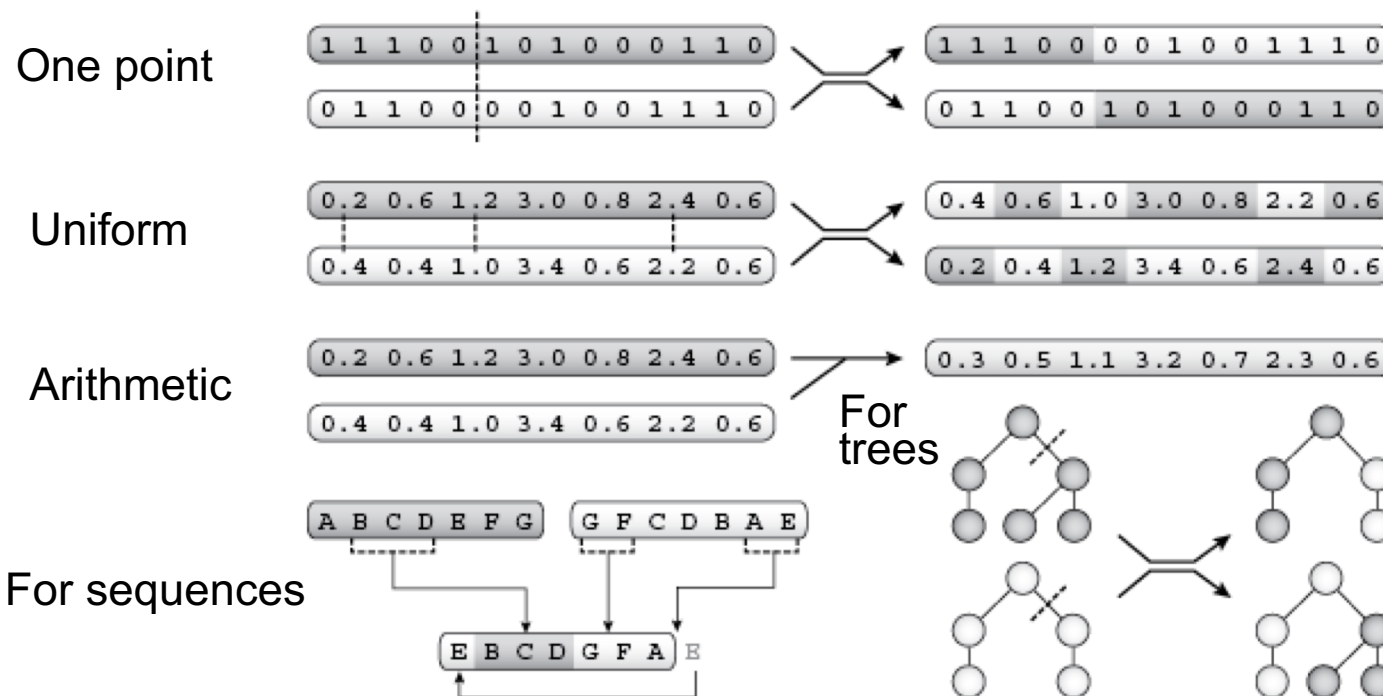 One point
1 1 1 0 0 1 0 1 0 0 0 1 1 0
0 1 1 0 0 0 0 1 0 0 1 1 1 0
1 1 1 0 0 0 0 1 0 0 1 1 1 0
0 1 1 0 0 1 0 1 0 0 0 1 1 0
Uniform
0.2 0.6 1.2 3.0 0.8 2.4 0.6
0.4 0.4 1.0 3.4 0.6 2.2 0.6
0.4 0.6 1.0 3.0 0.8 2.2 0.6
0.2 0.4 1.2 3.4 0.6 2.4 0.6
Arithmetic
0.2 0.6 1.2 3.0 0.8 2.4 0.6
0.4 0.4 1.0 3.4 0.6 2.2 0.6
0.3 0.5 1.1 3.2 0.7 2.3 0.6
For
trees
For sequences
A B C D E F G
G F C D B A E
E B C D G F A E